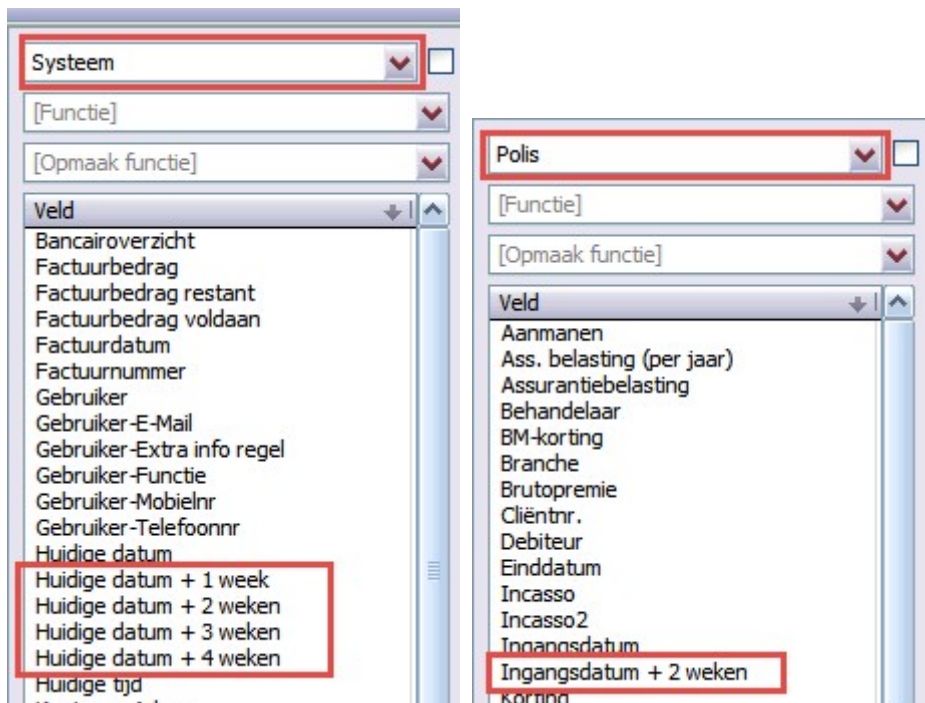 Systeem
[Functie]
[Opmaak functie]
Veld
Bancairoverzicht
Factuurbedrag
Factuurbedrag restant
Factuurbedrag voldaan
Factuurdatum
Factuurnummer
Gebruiker
Gebruiker-E-Mail
Gebruiker-Extra info regel
Gebruiker-Functie
Gebruiker-Mobielnr
Gebruiker-Telefoonnr
Huidige datum
Huidige datum + 1 week
Huidige datum + 2 weken
Huidige datum + 3 weken
Huidige datum + 4 weken
Huidige tijd
Polis
[Functie]
[Opmaak functie]
Veld
Aanmanen
Ass. belasting (per jaar)
Assurantiebelasting
Behandelaar
BM-korting
Branche
Brutopremie
Cliëntnr.
Debiteur
Einddatum
Incasso
Incasso2
Ingangsdatum
Ingangsdatum + 2 weken
Korting